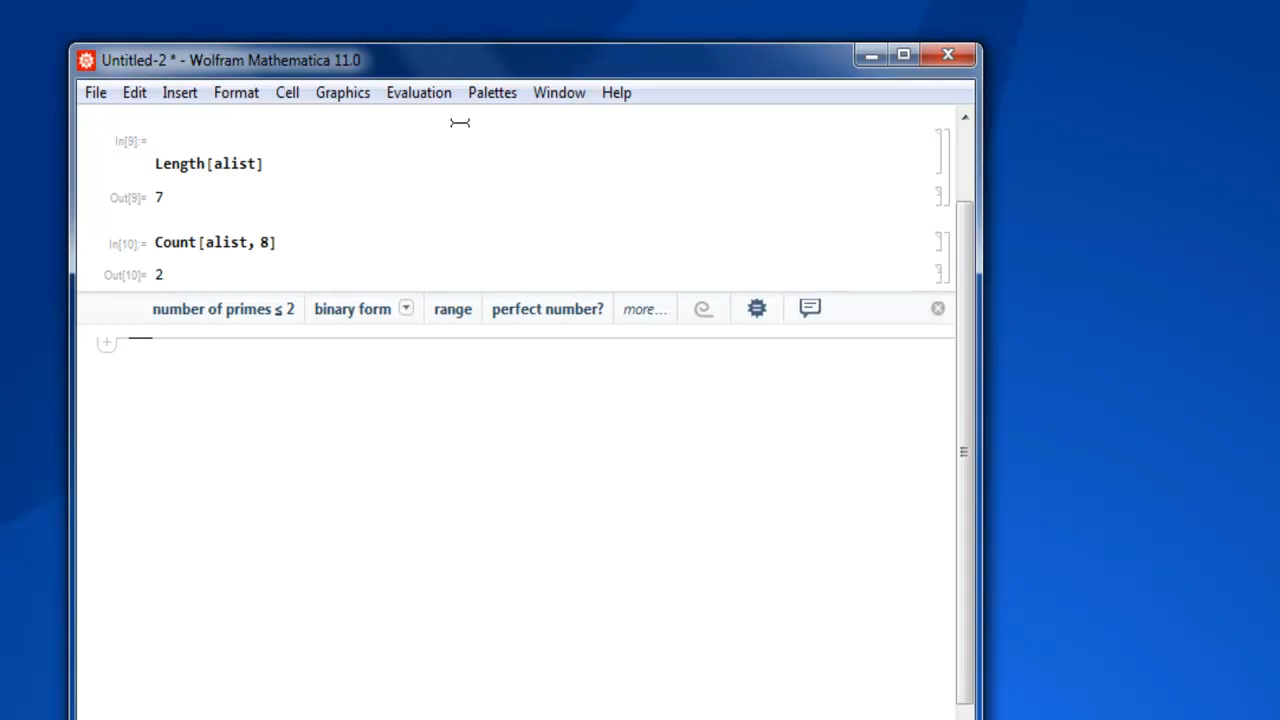 Untitled-2 * - Wolfram Mathematica 11.0
File Edit Insert Format Cell Graphics Evaluation Palettes Window Help
In[9]:=
Length[alist]
Out[9]= 7
In[10]:= Count[alist, 8]
Out[10]= 2
number of primes ≤ 2 binary form range perfect number? more...